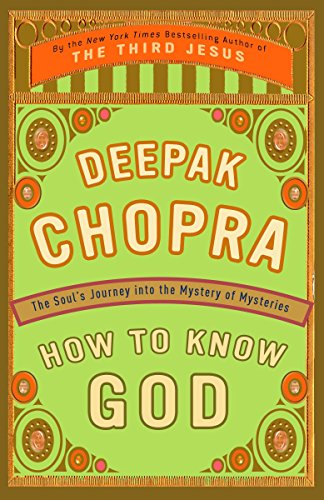 By the New York Times Bestselling Author of
THE THIRD JESUS
DEEPAK
CHOPRA
The Soul's Journey into the Mystery of Mysteries
HOW TO KNOW
GOD